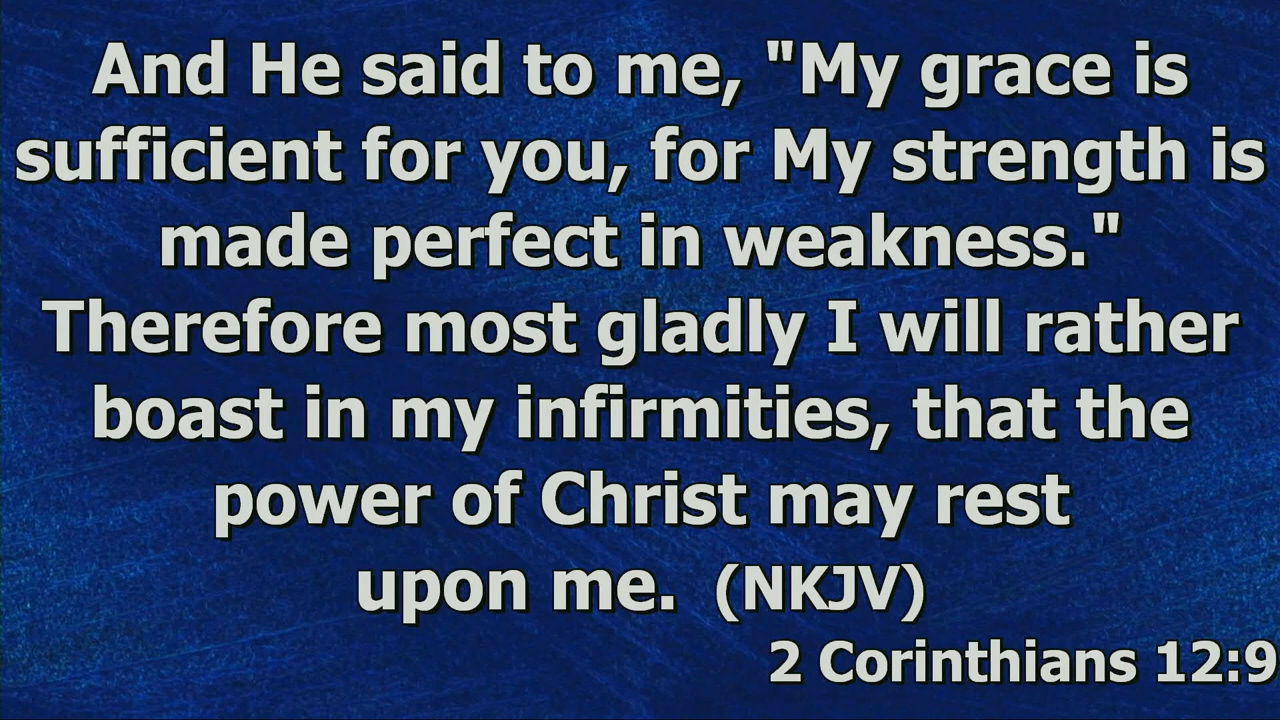 And He said to me, "My grace is
sufficient for you, for My strength is
made perfect in weakness."
Therefore most gladly I will rather
boast in my infirmities, that the
power of Christ may rest
upon me.  (NKJV)
2 Corinthians 12:9